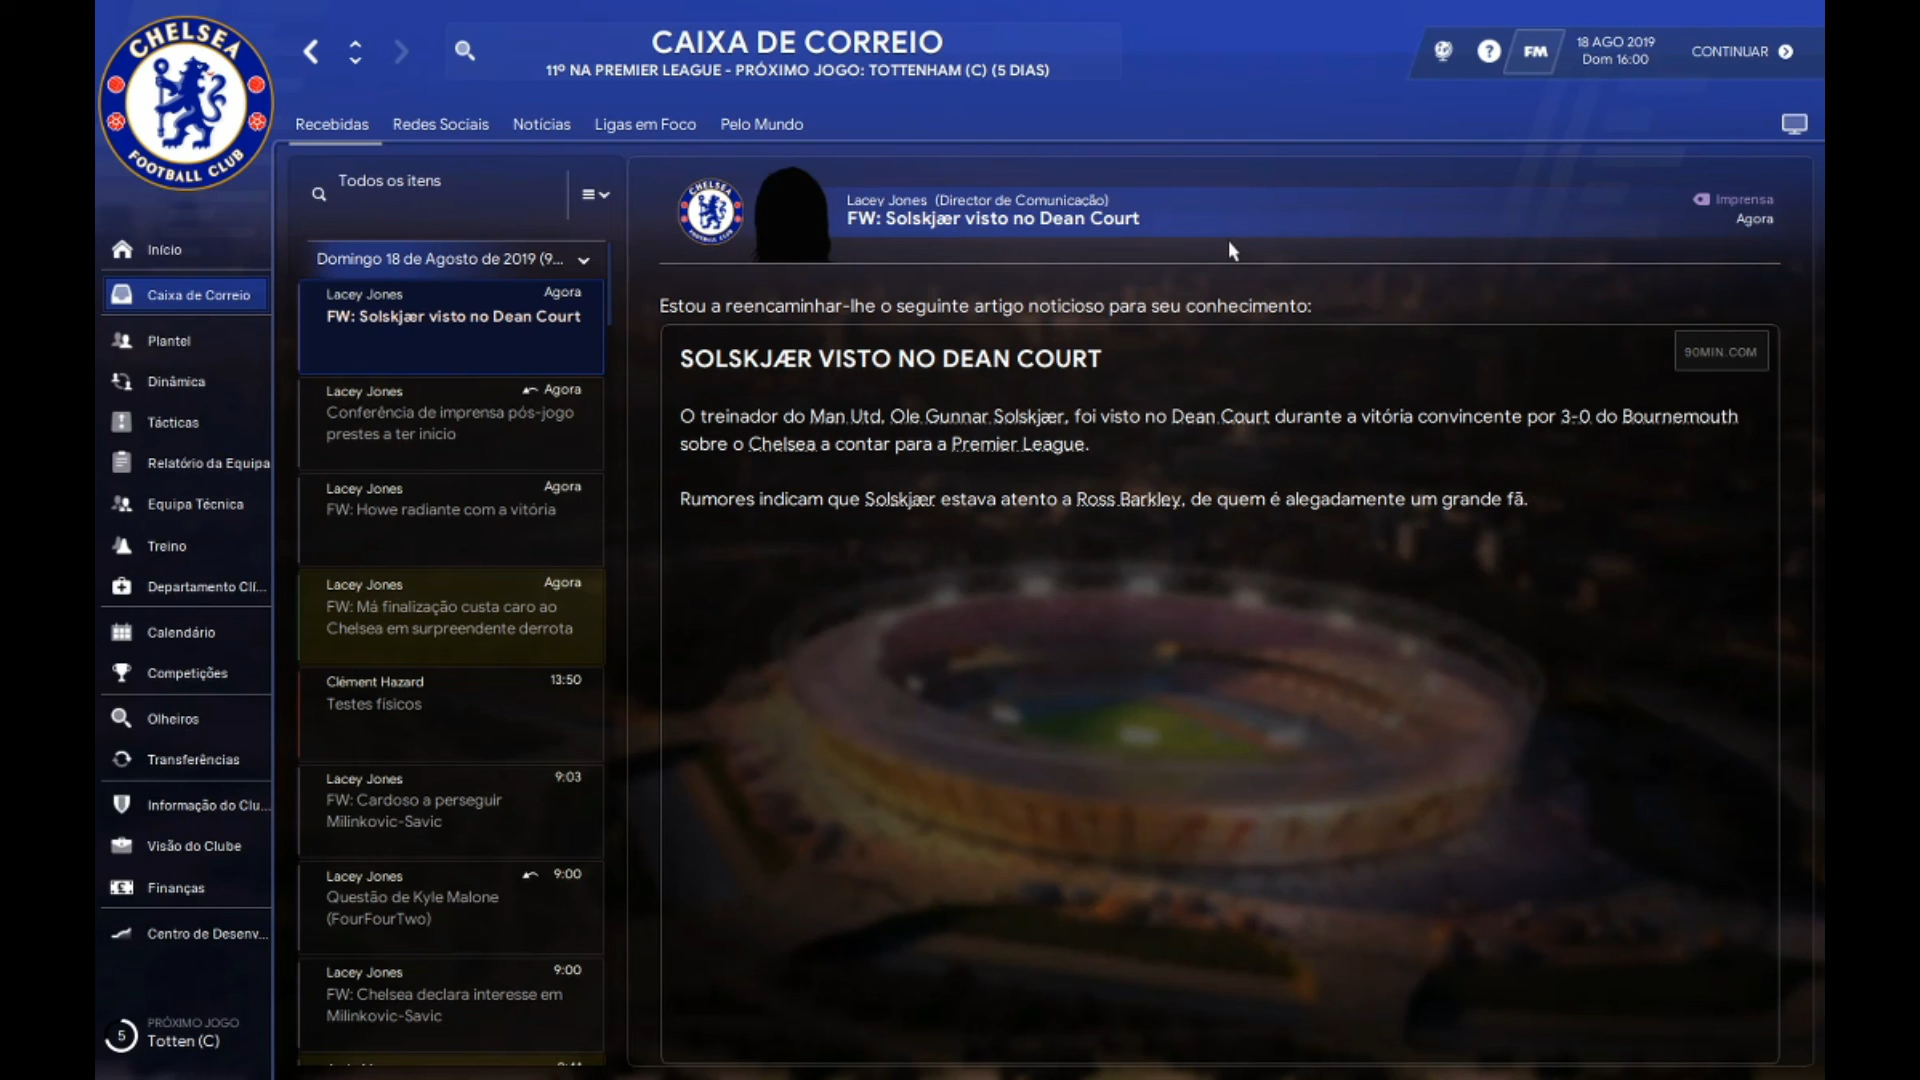 CHELSEA
FOOTBALL CLUB
CAIXA DE CORREIO
11º NA PREMIER LEAGUE - PRÓXIMO JOGO: TOTTENHAM (C) (5 DIAS)
?
FM
18 AGO 2019
Dom 16:00
CONTINUAR
Recebidas
Redes Sociais
Notícias
Ligas em Foco
Pelo Mundo
Início
Caixa de Correio
Plantel
Dinâmica
Tácticas
Relatório da Equipa
Equipa Técnica
Treino
Departamento Clí...
Calendário
Competições
Olheiros
Transferências
Informação do Clu...
Visão do Clube
Finanças
Centro de Desenv...
5
PRÓXIMO JOGO
Totten (C)
Todos os itens
Domingo 18 de Agosto de 2019 (9...
Lacey Jones Agora
FW: Solskjær visto no Dean Court
Lacey Jones Agora
Conferência de imprensa pós-jogo
prestes a ter inicio
Lacey Jones Agora
FW: Howe radiante com a vitória
Lacey Jones Agora
FW: Má finalização custa caro ao
Chelsea em surpreendente derrota
Clément Hazard 13:50
Testes físicos
Lacey Jones 9:03
FW: Cardoso a perseguir
Milinkovic-Savic
Lacey Jones 9:00
Questão de Kyle Malone
(FourFourTwo)
Lacey Jones 9:00
FW: Chelsea declara interesse em
Milinkovic-Savic
CHELSEA
Lacey Jones (Director de Comunicação)
FW: Solskjær visto no Dean Court
Imprensa
Agora
Estou a reencaminhar-lhe o seguinte artigo noticioso para seu conhecimento:
SOLSKJÆR VISTO NO DEAN COURT
90MIN.COM
O treinador do Man Utd, Ole Gunnar Solskjær, foi visto no Dean Court durante a vitória convincente por 3-0 do Bournemouth
sobre o Chelsea a contar para a Premier League.
Rumores indicam que Solskjær estava atento a Ross Barkley, de quem é alegadamente um grande fã.